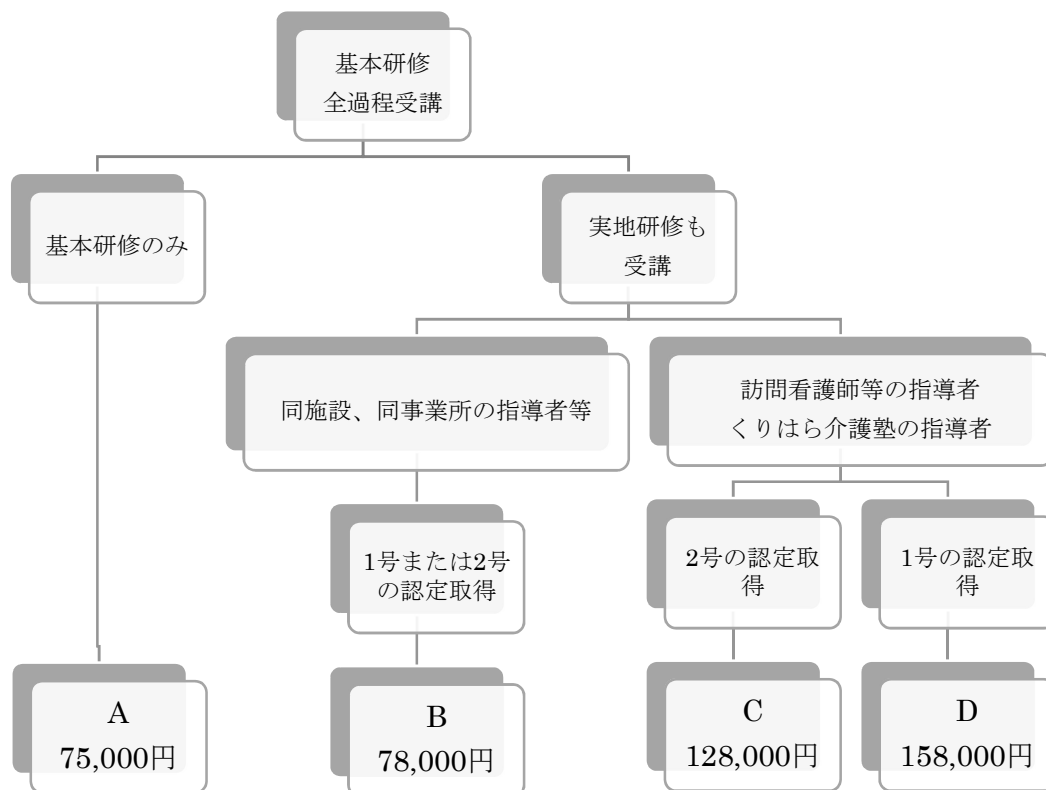 基本研修
全過程受講
基本研修のみ
実地研修も
受講
同施設、同事業所の指導者等
訪問看護師等の指導者
くりはら介護塾の指導者
1号または2号
の認定取得
2号の認定取
得
1号の認定取
得
A
75,000円
B
78,000円
C
128,000円
D
158,000円